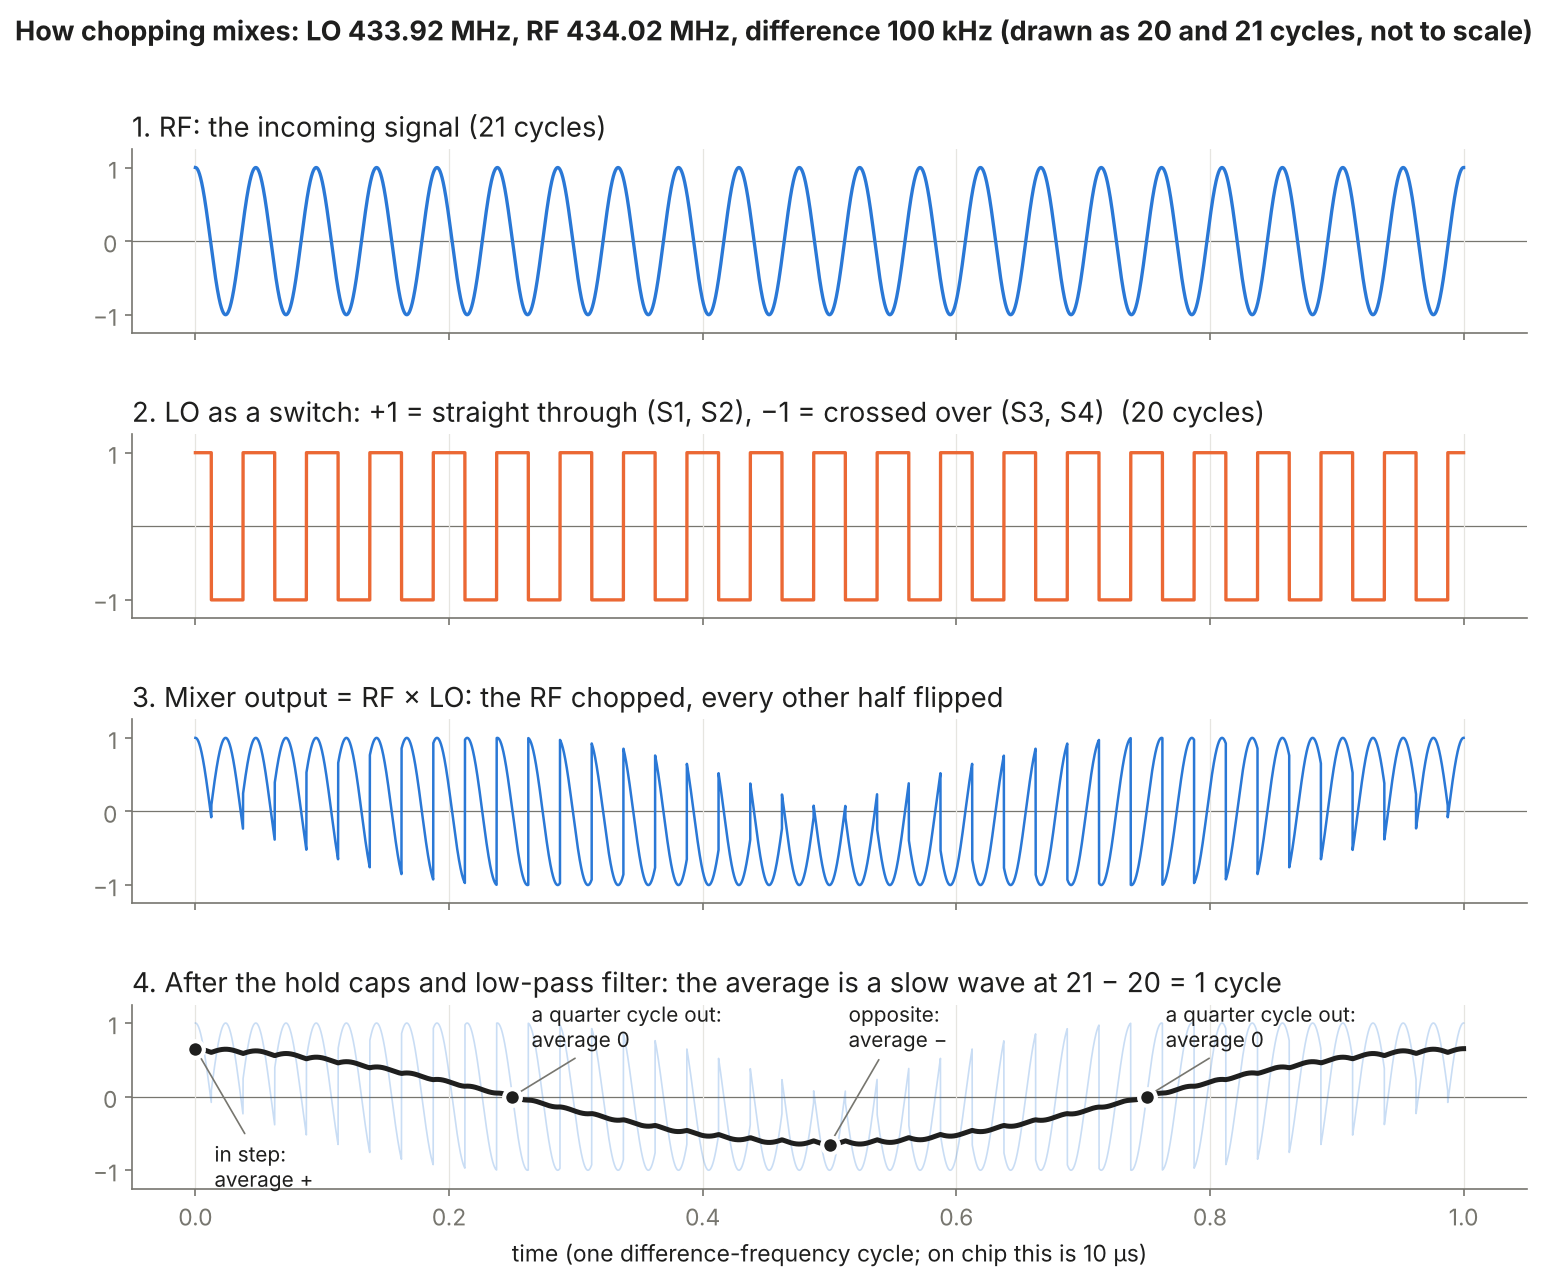 How chopping mixes: LO 433.92 MHz, RF 434.02 MHz, difference 100 kHz (drawn as 20 and 21 cycles, not to scale)
1. RF: the incoming signal (21 cycles)
1
0
−1
2. LO as a switch: +1 = straight through (S1, S2), −1 = crossed over (S3, S4)  (20 cycles)
1
−1
3. Mixer output = RF × LO: the RF chopped, every other half flipped
1
0
−1
4. After the hold caps and low-pass filter: the average is a slow wave at 21 − 20 = 1 cycle
1
0
−1
a quarter cycle out:
average 0
opposite:
average −
a quarter cycle out:
average 0
in step:
average +
0.0 0.2 0.4 0.6 0.8 1.0
time (one difference-frequency cycle; on chip this is 10 µs)